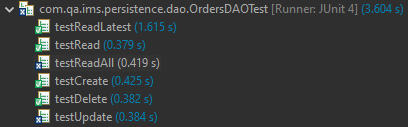 com.qa.ims.persistence.dao.OrdersDAOTest [Runner: JUnit 4] (3.604 s)
testReadLatest (1.615 s)
testRead (0.379 s)
testReadAll (0.419 s)
testCreate (0.425 s)
testDelete (0.382 s)
testUpdate (0.384 s)